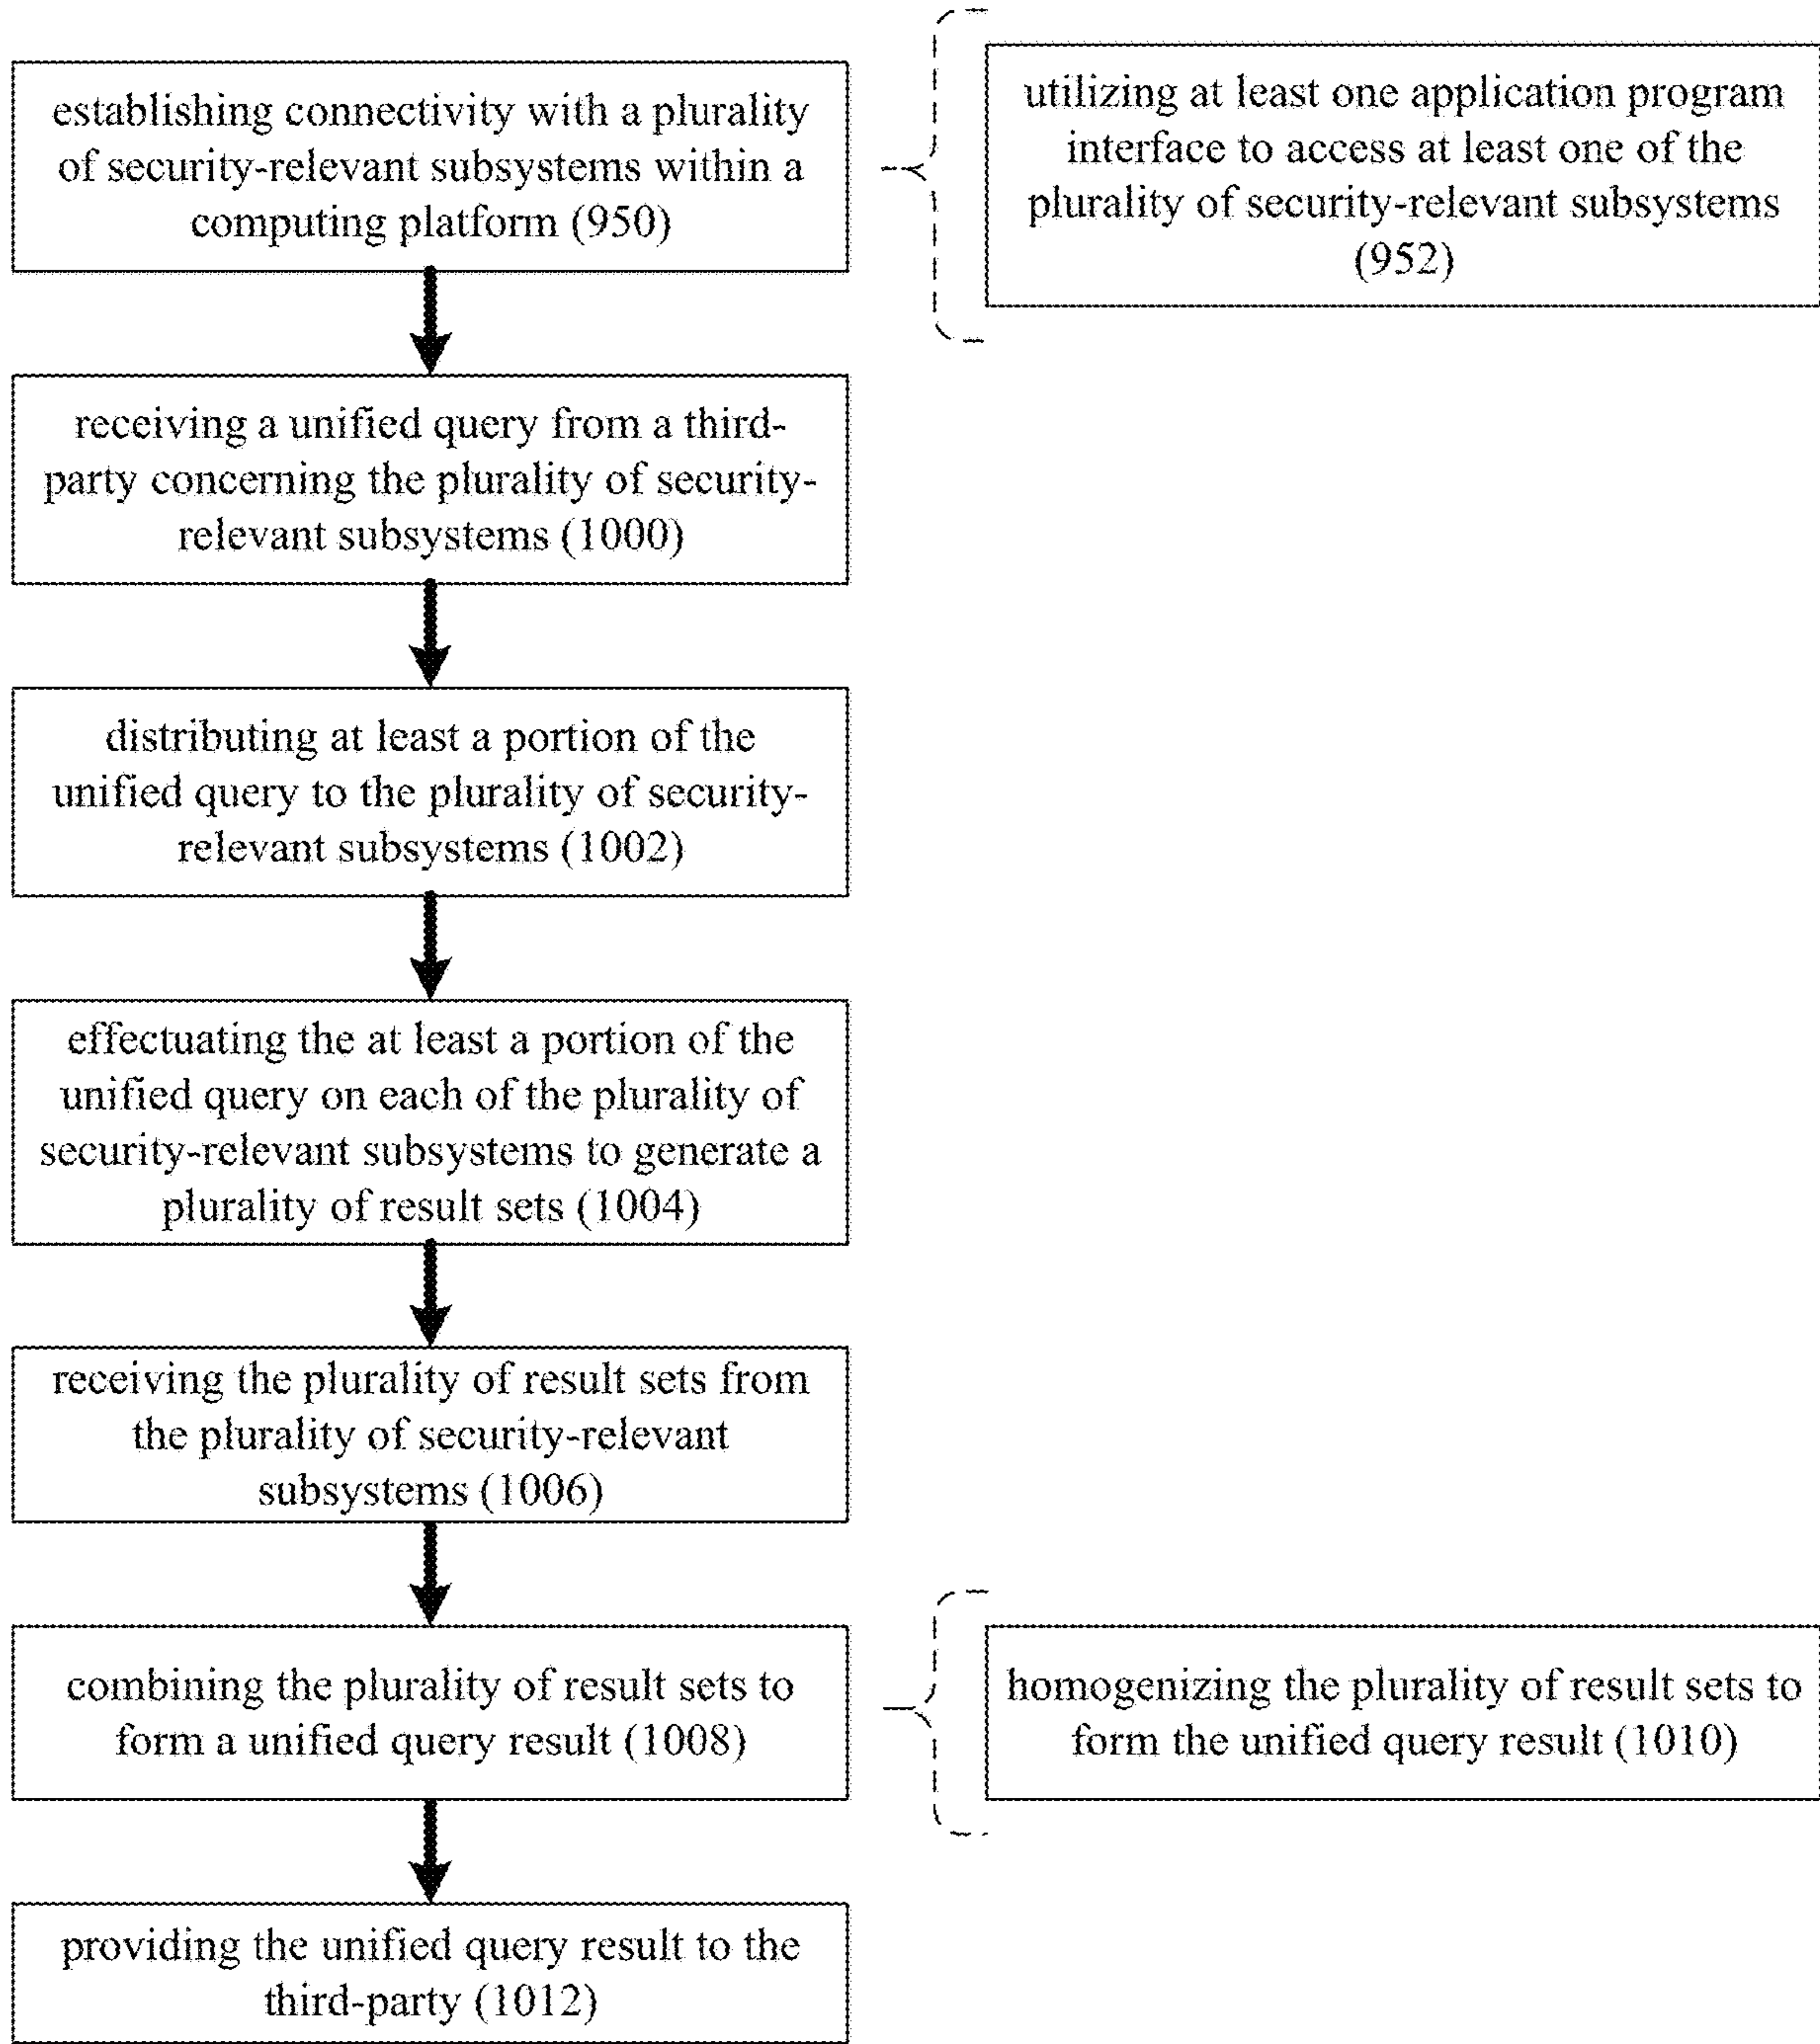 establishing connectivity with a plurality
of security-relevant subsystems within a
computing platform (950)
utilizing at least one application program
interface to access at least one of the
plurality of security-relevant subsystems
(952)
receiving a unified query from a third-
party concerning the plurality of security-
relevant subsystems (1000)
distributing at least a portion of the
unified query to the plurality of security-
relevant subsystems (1002)
effectuating the at least a portion of the
unified query on each of the plurality of
security-relevant subsystems to generate a
plurality of result sets (1004)
receiving the plurality of result sets from
the plurality of security-relevant
subsystems (1006)
combining the plurality of result sets to
form a unified query result (1008)
homogenizing the plurality of result sets to
form the unified query result (1010)
providing the unified query result to the
third-party (1012)